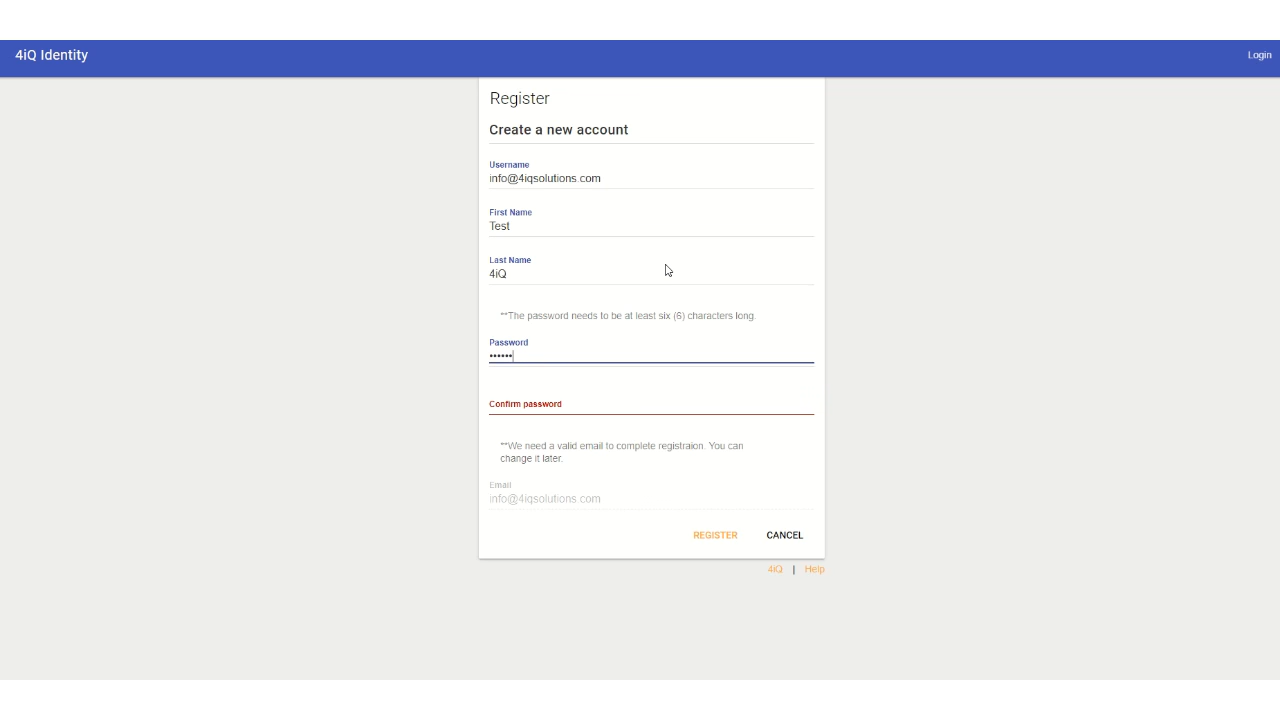 4iQ Identity
Login
Register
Create a new account
Username
info@4iqsolutions.com
First Name
Test
Last Name
4iQ
**The password needs to be at least six (6) characters long.
Password
••••••
Confirm password
**We need a valid email to complete registraion. You can
change it later.
Email
info@4iqsolutions.com
REGISTER CANCEL
4iQ | Help